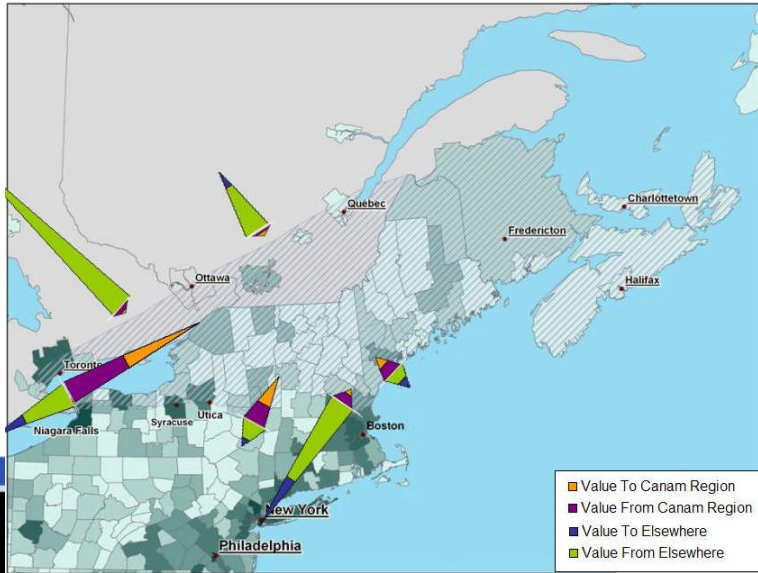 Québec
Charlottetown
Fredericton
Ottawa
Halifax
Toronto
Syracuse
Utica
Niagara Falls
Boston
New York
Philadelphia
Value To Canam Region
Value From Canam Region
Value To Elsewhere
Value From Elsewhere